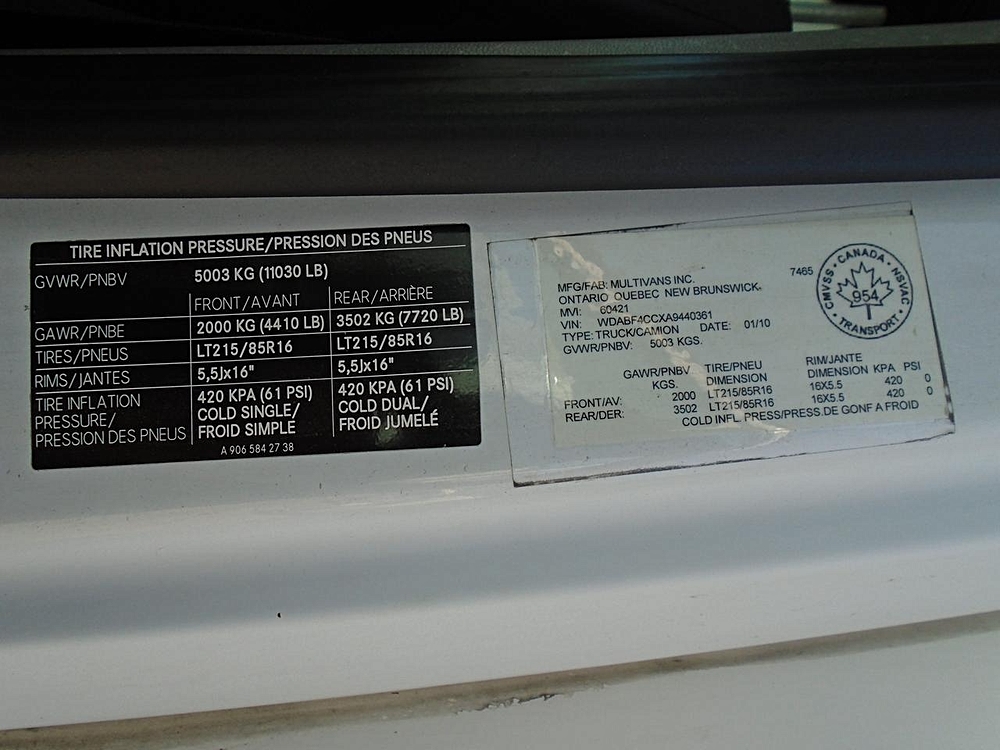 TIRE INFLATION PRESSURE/PRESSION DES PNEUS
GVWR/PNBV 5003 KG (11030 LB)
FRONT/AVANT REAR/ARRIÈRE
GAWR/PNBE 2000 KG (4410 LB) 3502 KG (7720 LB)
TIRES/PNEUS LT215/85R16 LT215/85R16
RIMS/JANTES 5,5Jx16" 5,5Jx16"
TIRE INFLATION 420 KPA (61 PSI) 420 KPA (61 PSI)
PRESSURE/ COLD SINGLE/ COLD DUAL/
PRESSION DES PNEUS FROID SIMPLE FROID JUMELÉ
A 906 584 27 38
7465
MFG/FAB: MULTIVANS INC.
ONTARIO QUEBEC NEW BRUNSWICK.
MVI: 60421
VIN: WDABF4CCXA9440361
TYPE: TRUCK/CAMION DATE: 01/10
GVWR/PNBV: 5003 KGS.
GAWR/PNBV TIRE/PNEU RIM/JANTE
KGS. DIMENSION DIMENSION KPA PSI
FRONT/AV: 2000 LT215/85R16 16X5.5 420 0
REAR/DER: 3502 LT215/85R16 16X5.5 420 0
COLD INFL. PRESS/PRESS.DE GONF A FROID
CMVSS · CANADA · NSVAC
954
· TRANSPORT ·